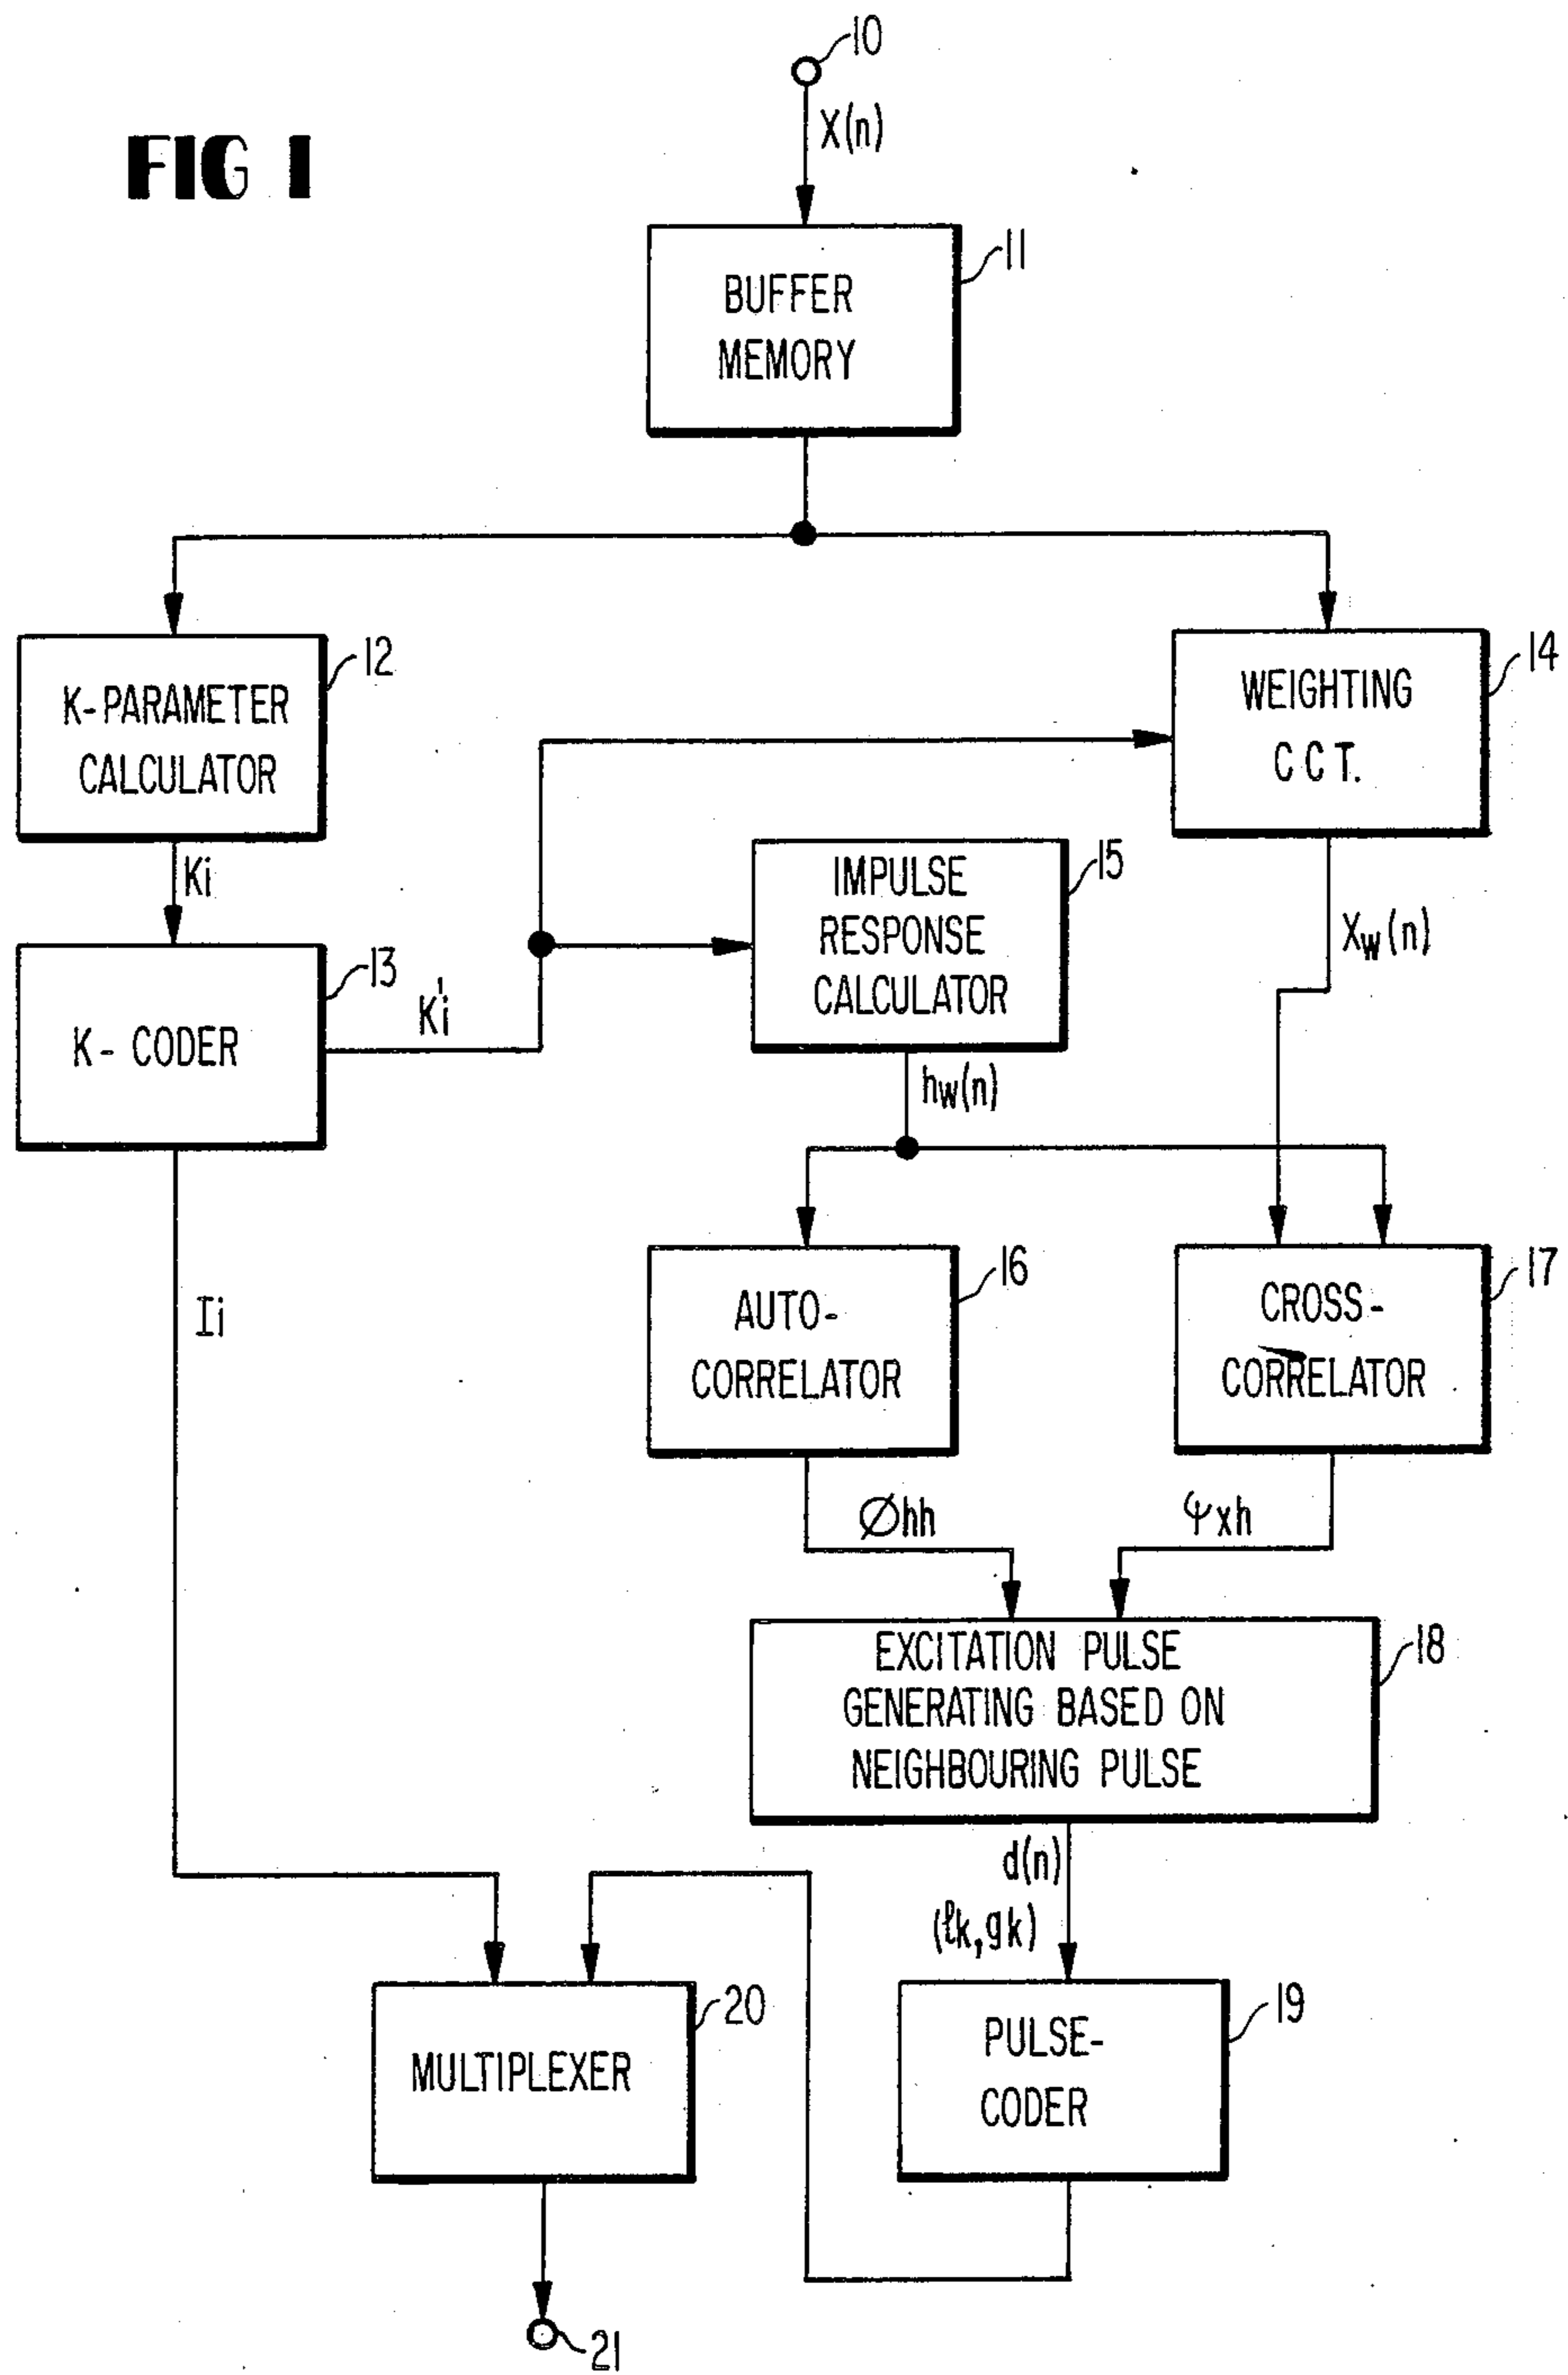 FIG 1
10
X(n)
11
BUFFER
MEMORY
12
K-PARAMETER
CALCULATOR
14
WEIGHTING
CCT.
Ki
15
IMPULSE
RESPONSE
CALCULATOR
Xw(n)
13
K-CODER
K'i
hw(n)
Ii
16
AUTO-
CORRELATOR
17
CROSS-
CORRELATOR
Øhh
Ψxh
18
EXCITATION PULSE
GENERATING BASED ON
NEIGHBOURING PULSE
d(n)
(ℓk,gk)
20
MULTIPLEXER
19
PULSE-
CODER
21